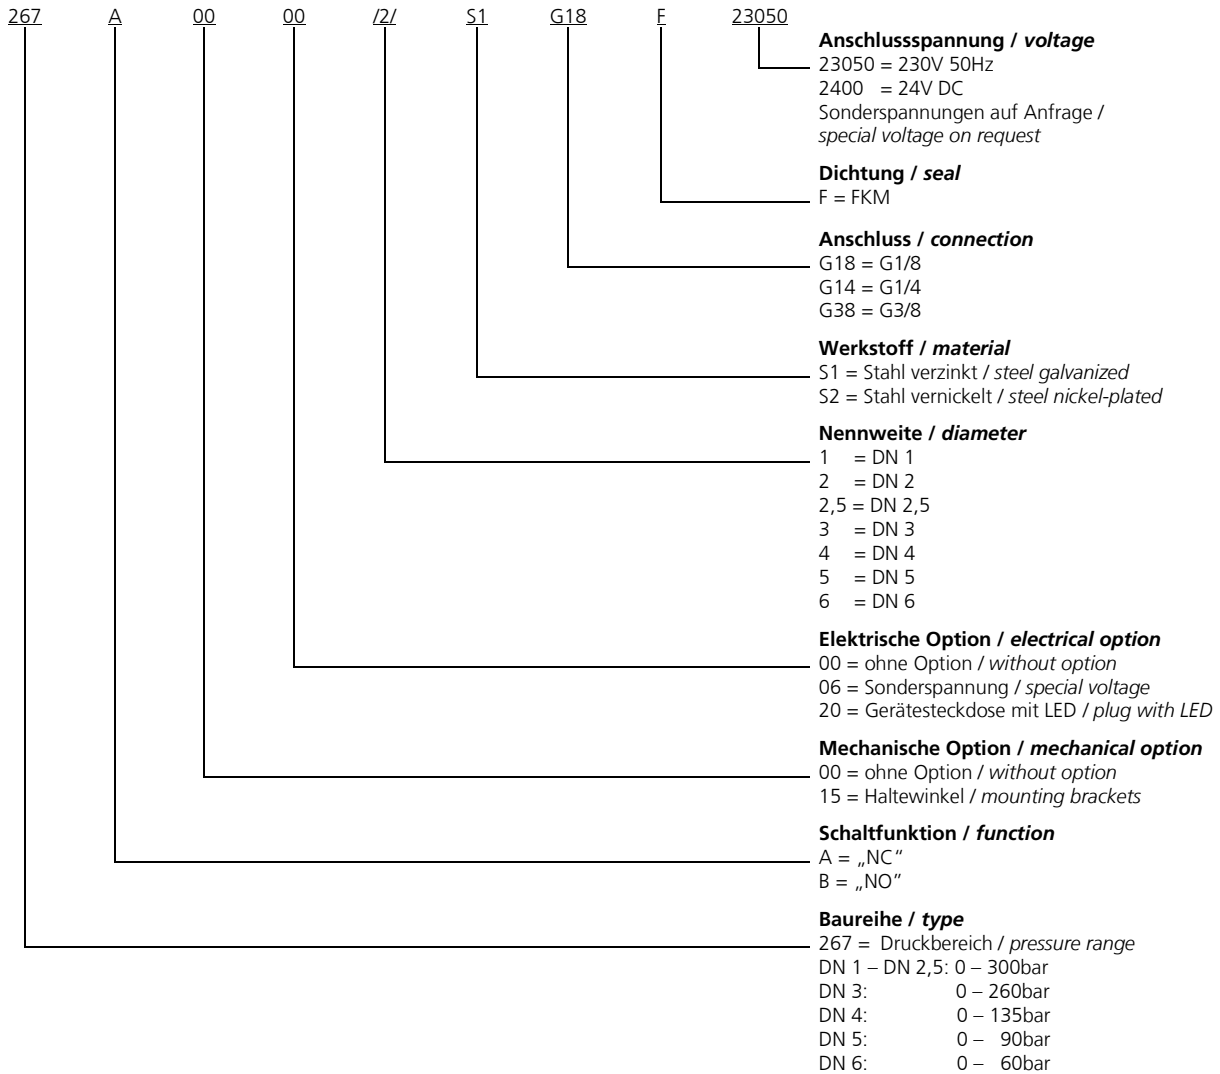 267 A 00 00 /2/ S1 G18 F 23050
Anschlussspannung / voltage
23050 = 230V 50Hz
2400 = 24V DC
Sonderspannungen auf Anfrage /
special voltage on request
Dichtung / seal
F = FKM
Anschluss / connection
G18 = G1/8
G14 = G1/4
G38 = G3/8
Werkstoff / material
S1 = Stahl verzinkt / steel galvanized
S2 = Stahl vernickelt / steel nickel-plated
Nennweite / diameter
1 = DN 1
2 = DN 2
2,5 = DN 2,5
3 = DN 3
4 = DN 4
5 = DN 5
6 = DN 6
Elektrische Option / electrical option
00 = ohne Option / without option
06 = Sonderspannung / special voltage
20 = Gerätesteckdose mit LED / plug with LED
Mechanische Option / mechanical option
00 = ohne Option / without option
15 = Haltewinkel / mounting brackets
Schaltfunktion / function
A = „NC“
B = „NO”
Baureihe / type
267 = Druckbereich / pressure range
DN 1 – DN 2,5: 0 – 300bar
DN 3: 0 – 260bar
DN 4: 0 – 135bar
DN 5: 0 – 90bar
DN 6: 0 – 60bar